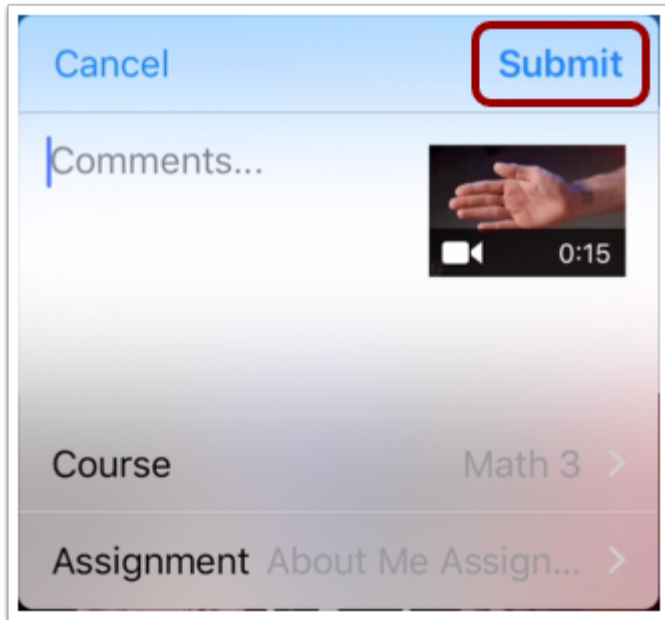 Cancel Submit
Comments...
0:15
Course Math 3
Assignment About Me Assign...